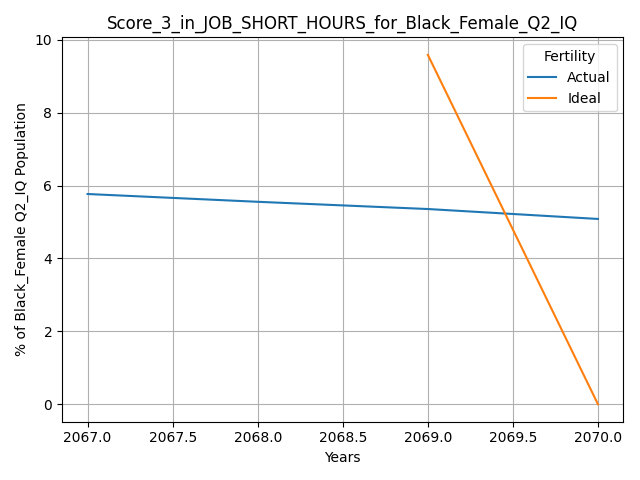 Score_3_in_JOB_SHORT_HOURS_for_Black_Female_Q2_IQ
% of Black_Female Q2_IQ Population
10
8
6
4
2
0
Fertility
Actual
Ideal
2067.0 2067.5 2068.0 2068.5 2069.0 2069.5 2070.0
Years